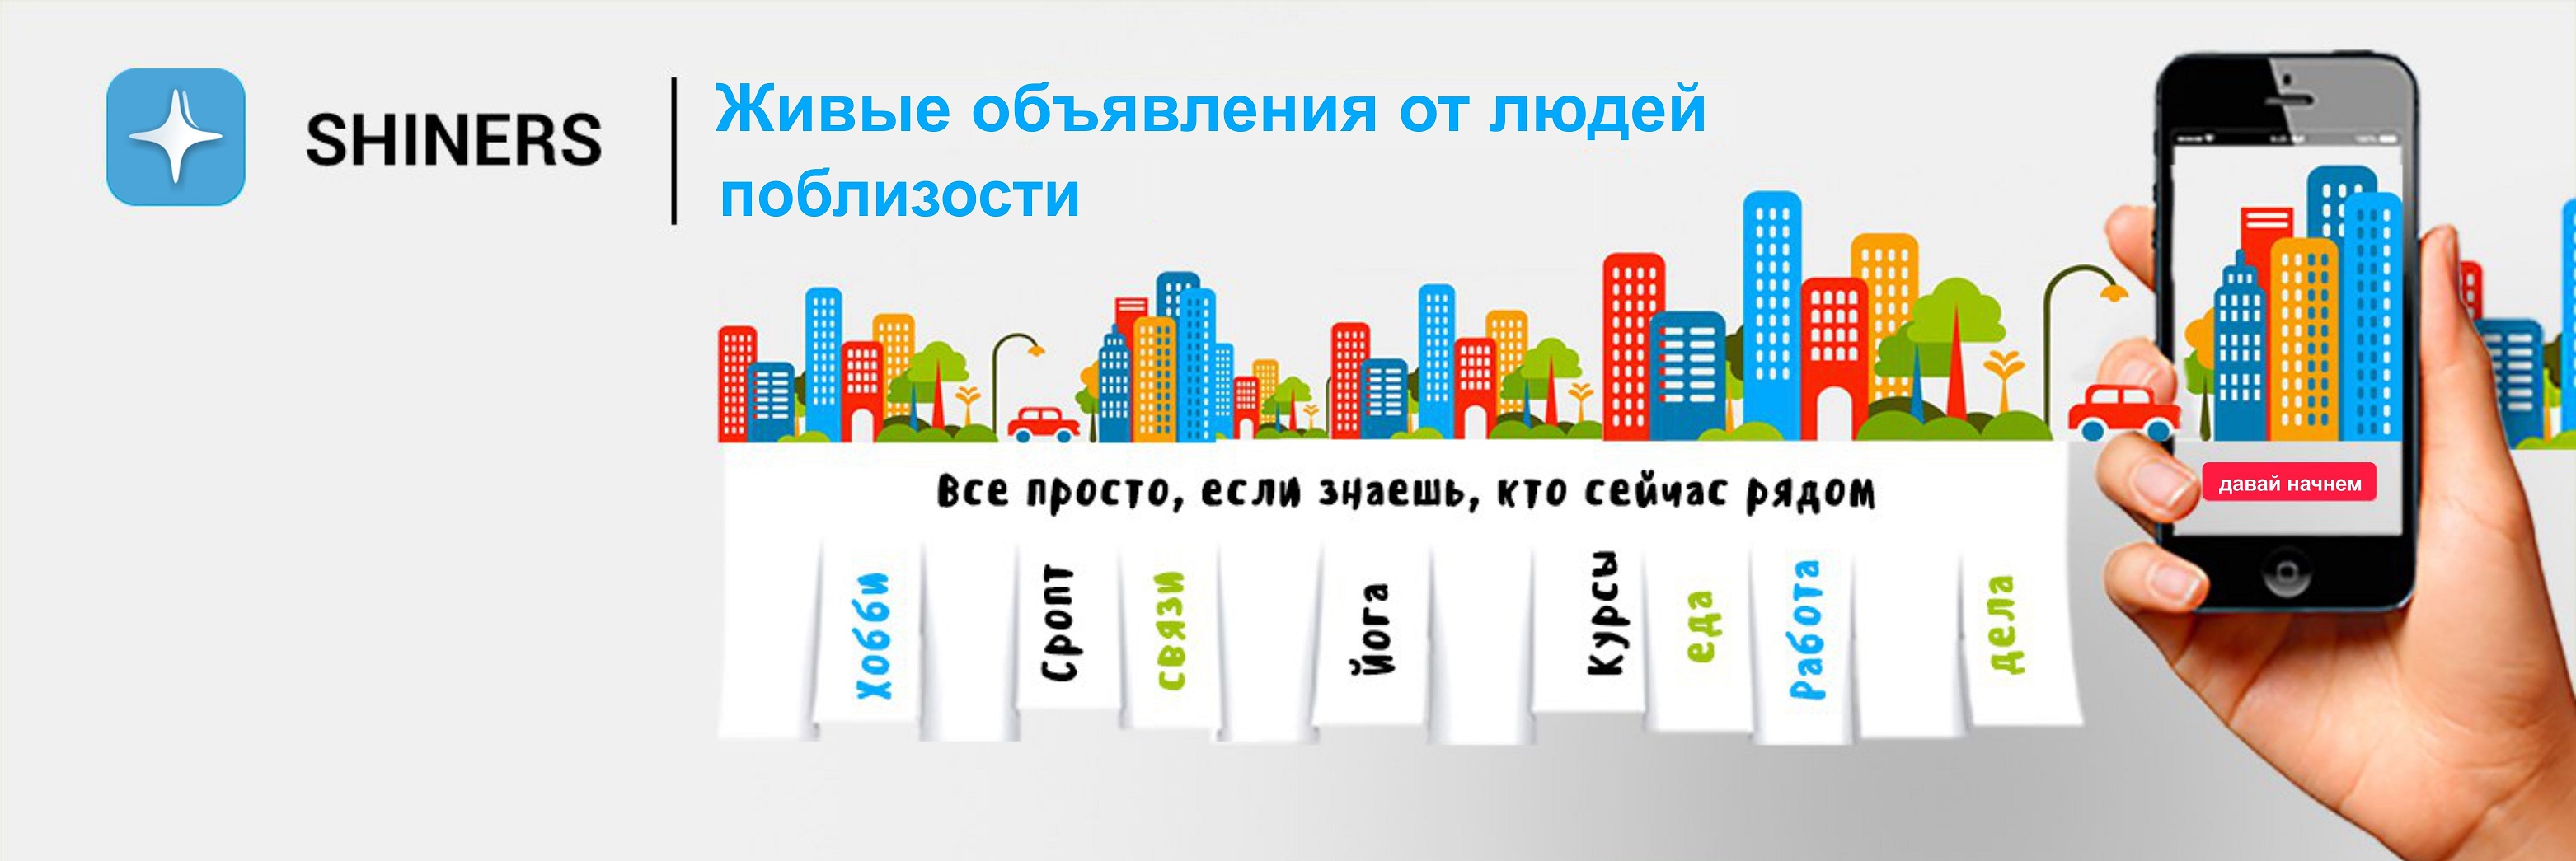 SHINERS
Живые объявления от людей
поблизости
Все просто, если знаешь, кто сейчас рядом
давай начнем
Хобби
Сропт
связи
Йога
Курсы
еда
Работа
дела